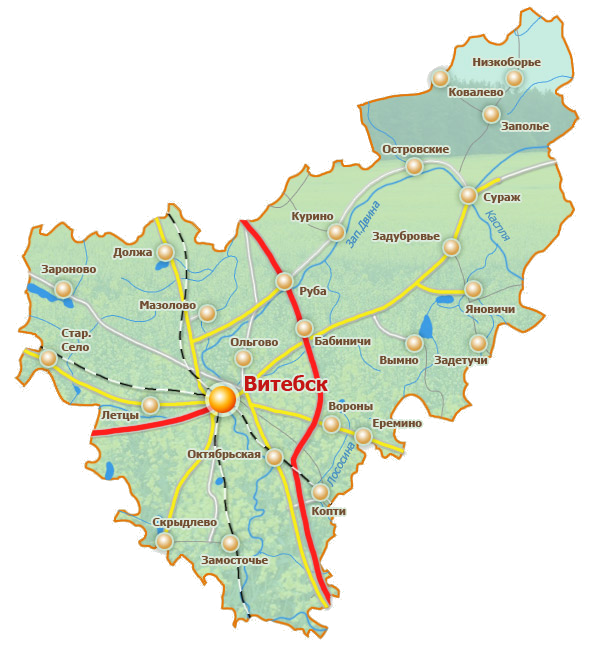 Низкоборье
Ковалево
Заполье
Островские
Сураж
Курино
Зап.Двина
Каспля
Задубровье
Должа
Зароново
Руба
Яновичи
Мазолово
Стар.
Село
Ольгово
Бабиничи
Вымно
Задетучи
Витебск
Летцы
Вороны
Еремино
Октябрьская
Лососина
Копти
Скрыдлево
Замосточье